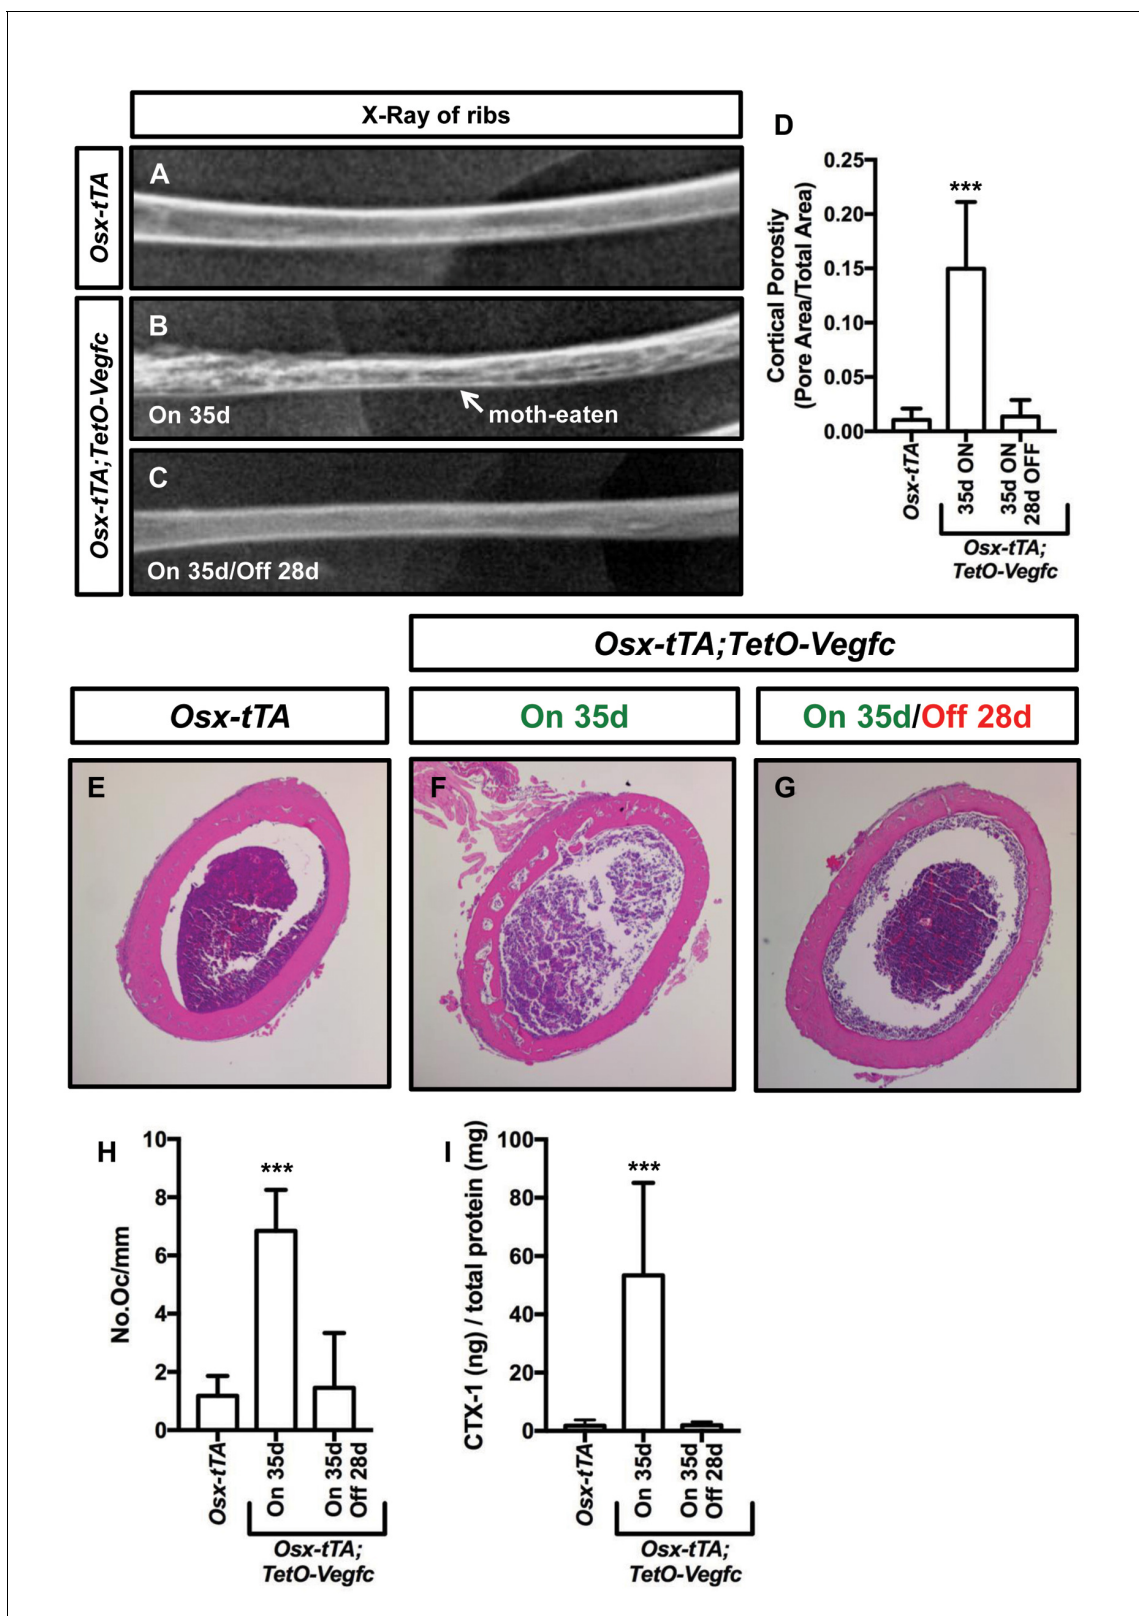 X-Ray of ribs
Osx-tTA
A
Osx-tTA;TetO-Vegfc
B
On 35d
moth-eaten
C
On 35d/Off 28d
D
Cortical Porostiy
(Pore Area/Total Area)
0.25
0.20
0.15
0.10
0.05
0.00
***
Osx-tTA
35d ON
35d ON
28d OFF
Osx-tTA;
TetO-Vegfc
Osx-tTA;TetO-Vegfc
Osx-tTA
On 35d
On 35d/Off 28d
E
F
G
H
No.Oc/mm
10
8
6
4
2
0
***
Osx-tTA
On 35d
On 35d
Off 28d
Osx-tTA;
TetO-Vegfc
I
CTX-1 (ng) / total protein (mg)
100
80
60
40
20
0
***
Osx-tTA
On 35d
On 35d
Off 28d
Osx-tTA;
TetO-Vegfc